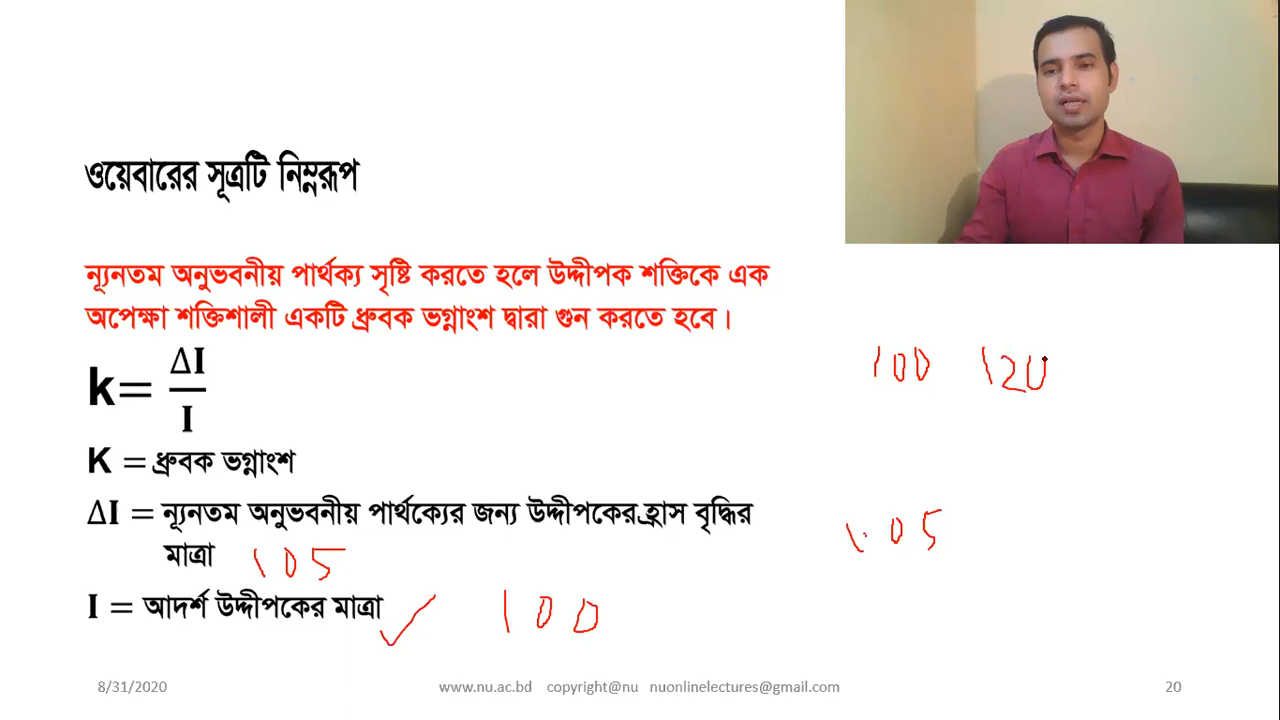 ওয়েবারের সূত্রটি নিম্নরূপ
ন্যূনতম অনুভবনীয় পার্থক্য সৃষ্টি করতে হলে উদ্দীপক শক্তিকে এক
অপেক্ষা শক্তিশালী একটি ধ্রুবক ভগ্নাংশ দ্বারা গুন করতে হবে।
k= ΔI/I
100 120
K = ধ্রুবক ভগ্নাংশ
ΔI = ন্যূনতম অনুভবনীয় পার্থক্যের জন্য উদ্দীপকের হ্রাস বৃদ্ধির
মাত্রা 105
105
I = আদর্শ উদ্দীপকের মাত্রা ✓ 100
8/31/2020 www.nu.ac.bd copyright@nu nuonlinelectures@gmail.com 20